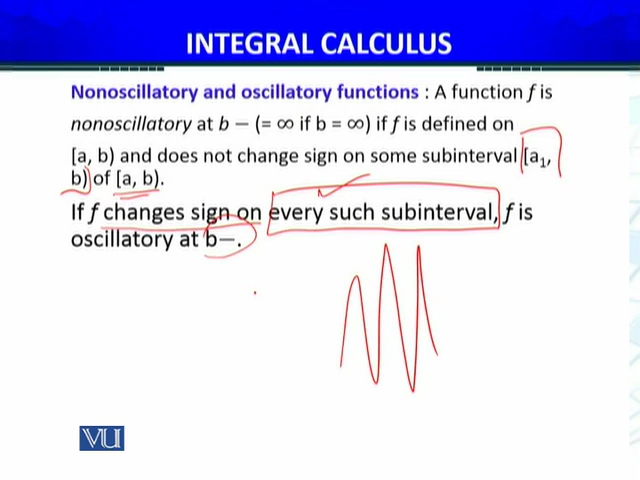 INTEGRAL CALCULUS
Nonoscillatory and oscillatory functions : A function f is
nonoscillatory at b − (= ∞ if b = ∞) if f is defined on
[a, b) and does not change sign on some subinterval [a₁,
b) of [a, b).
If f changes sign on every such subinterval, f is
oscillatory at b−.
VU